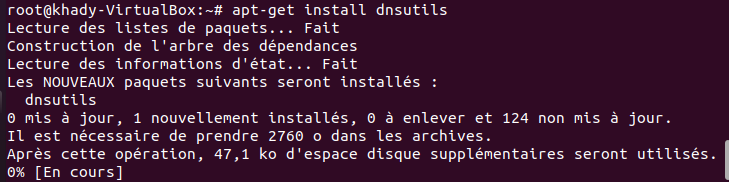 root@khady-VirtualBox:~# apt-get install dnsutils
Lecture des listes de paquets... Fait
Construction de l'arbre des dépendances
Lecture des informations d'état... Fait
Les NOUVEAUX paquets suivants seront installés :
  dnsutils
0 mis à jour, 1 nouvellement installés, 0 à enlever et 124 non mis à jour.
Il est nécessaire de prendre 2760 o dans les archives.
Après cette opération, 47,1 ko d'espace disque supplémentaires seront utilisés.
0% [En cours]